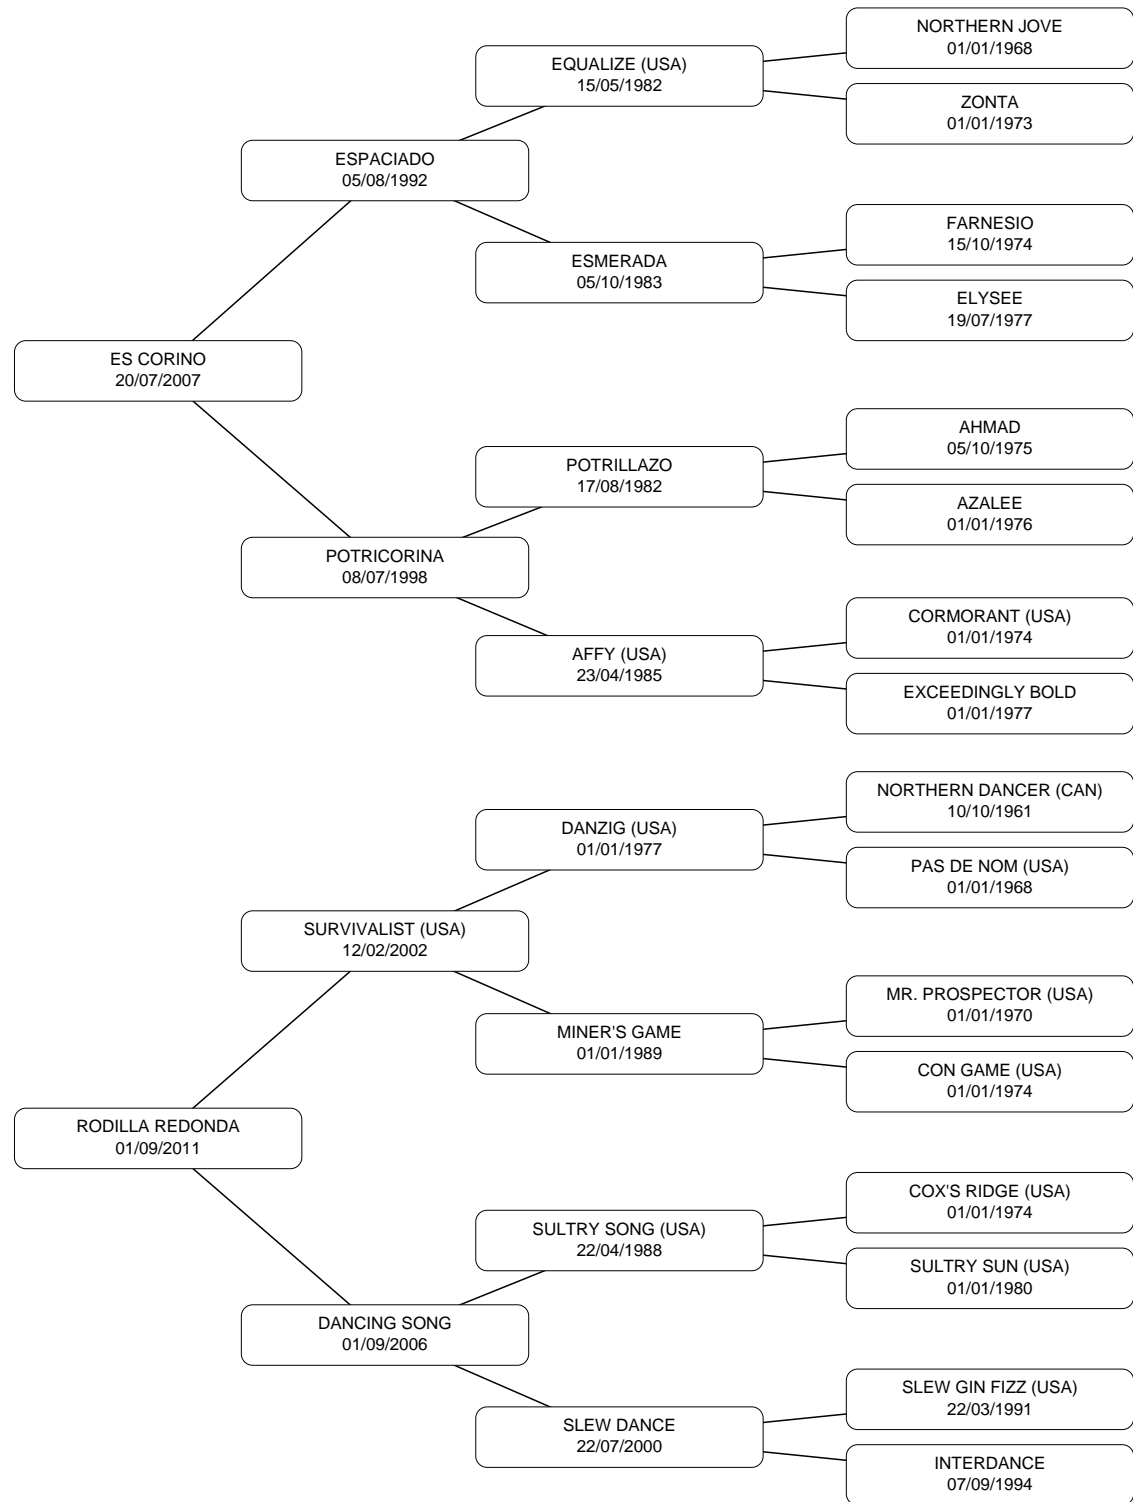 NORTHERN JOVE
01/01/1968
EQUALIZE (USA)
15/05/1982
ZONTA
01/01/1973
ESPACIADO
05/08/1992
FARNESIO
15/10/1974
ESMERADA
05/10/1983
ELYSEE
19/07/1977
ES CORINO
20/07/2007
AHMAD
05/10/1975
POTRILLAZO
17/08/1982
AZALEE
01/01/1976
POTRICORINA
08/07/1998
CORMORANT (USA)
01/01/1974
AFFY (USA)
23/04/1985
EXCEEDINGLY BOLD
01/01/1977
NORTHERN DANCER (CAN)
10/10/1961
DANZIG (USA)
01/01/1977
PAS DE NOM (USA)
01/01/1968
SURVIVALIST (USA)
12/02/2002
MR. PROSPECTOR (USA)
01/01/1970
MINER'S GAME
01/01/1989
CON GAME (USA)
01/01/1974
RODILLA REDONDA
01/09/2011
COX'S RIDGE (USA)
01/01/1974
SULTRY SONG (USA)
22/04/1988
SULTRY SUN (USA)
01/01/1980
DANCING SONG
01/09/2006
SLEW GIN FIZZ (USA)
22/03/1991
SLEW DANCE
22/07/2000
INTERDANCE
07/09/1994